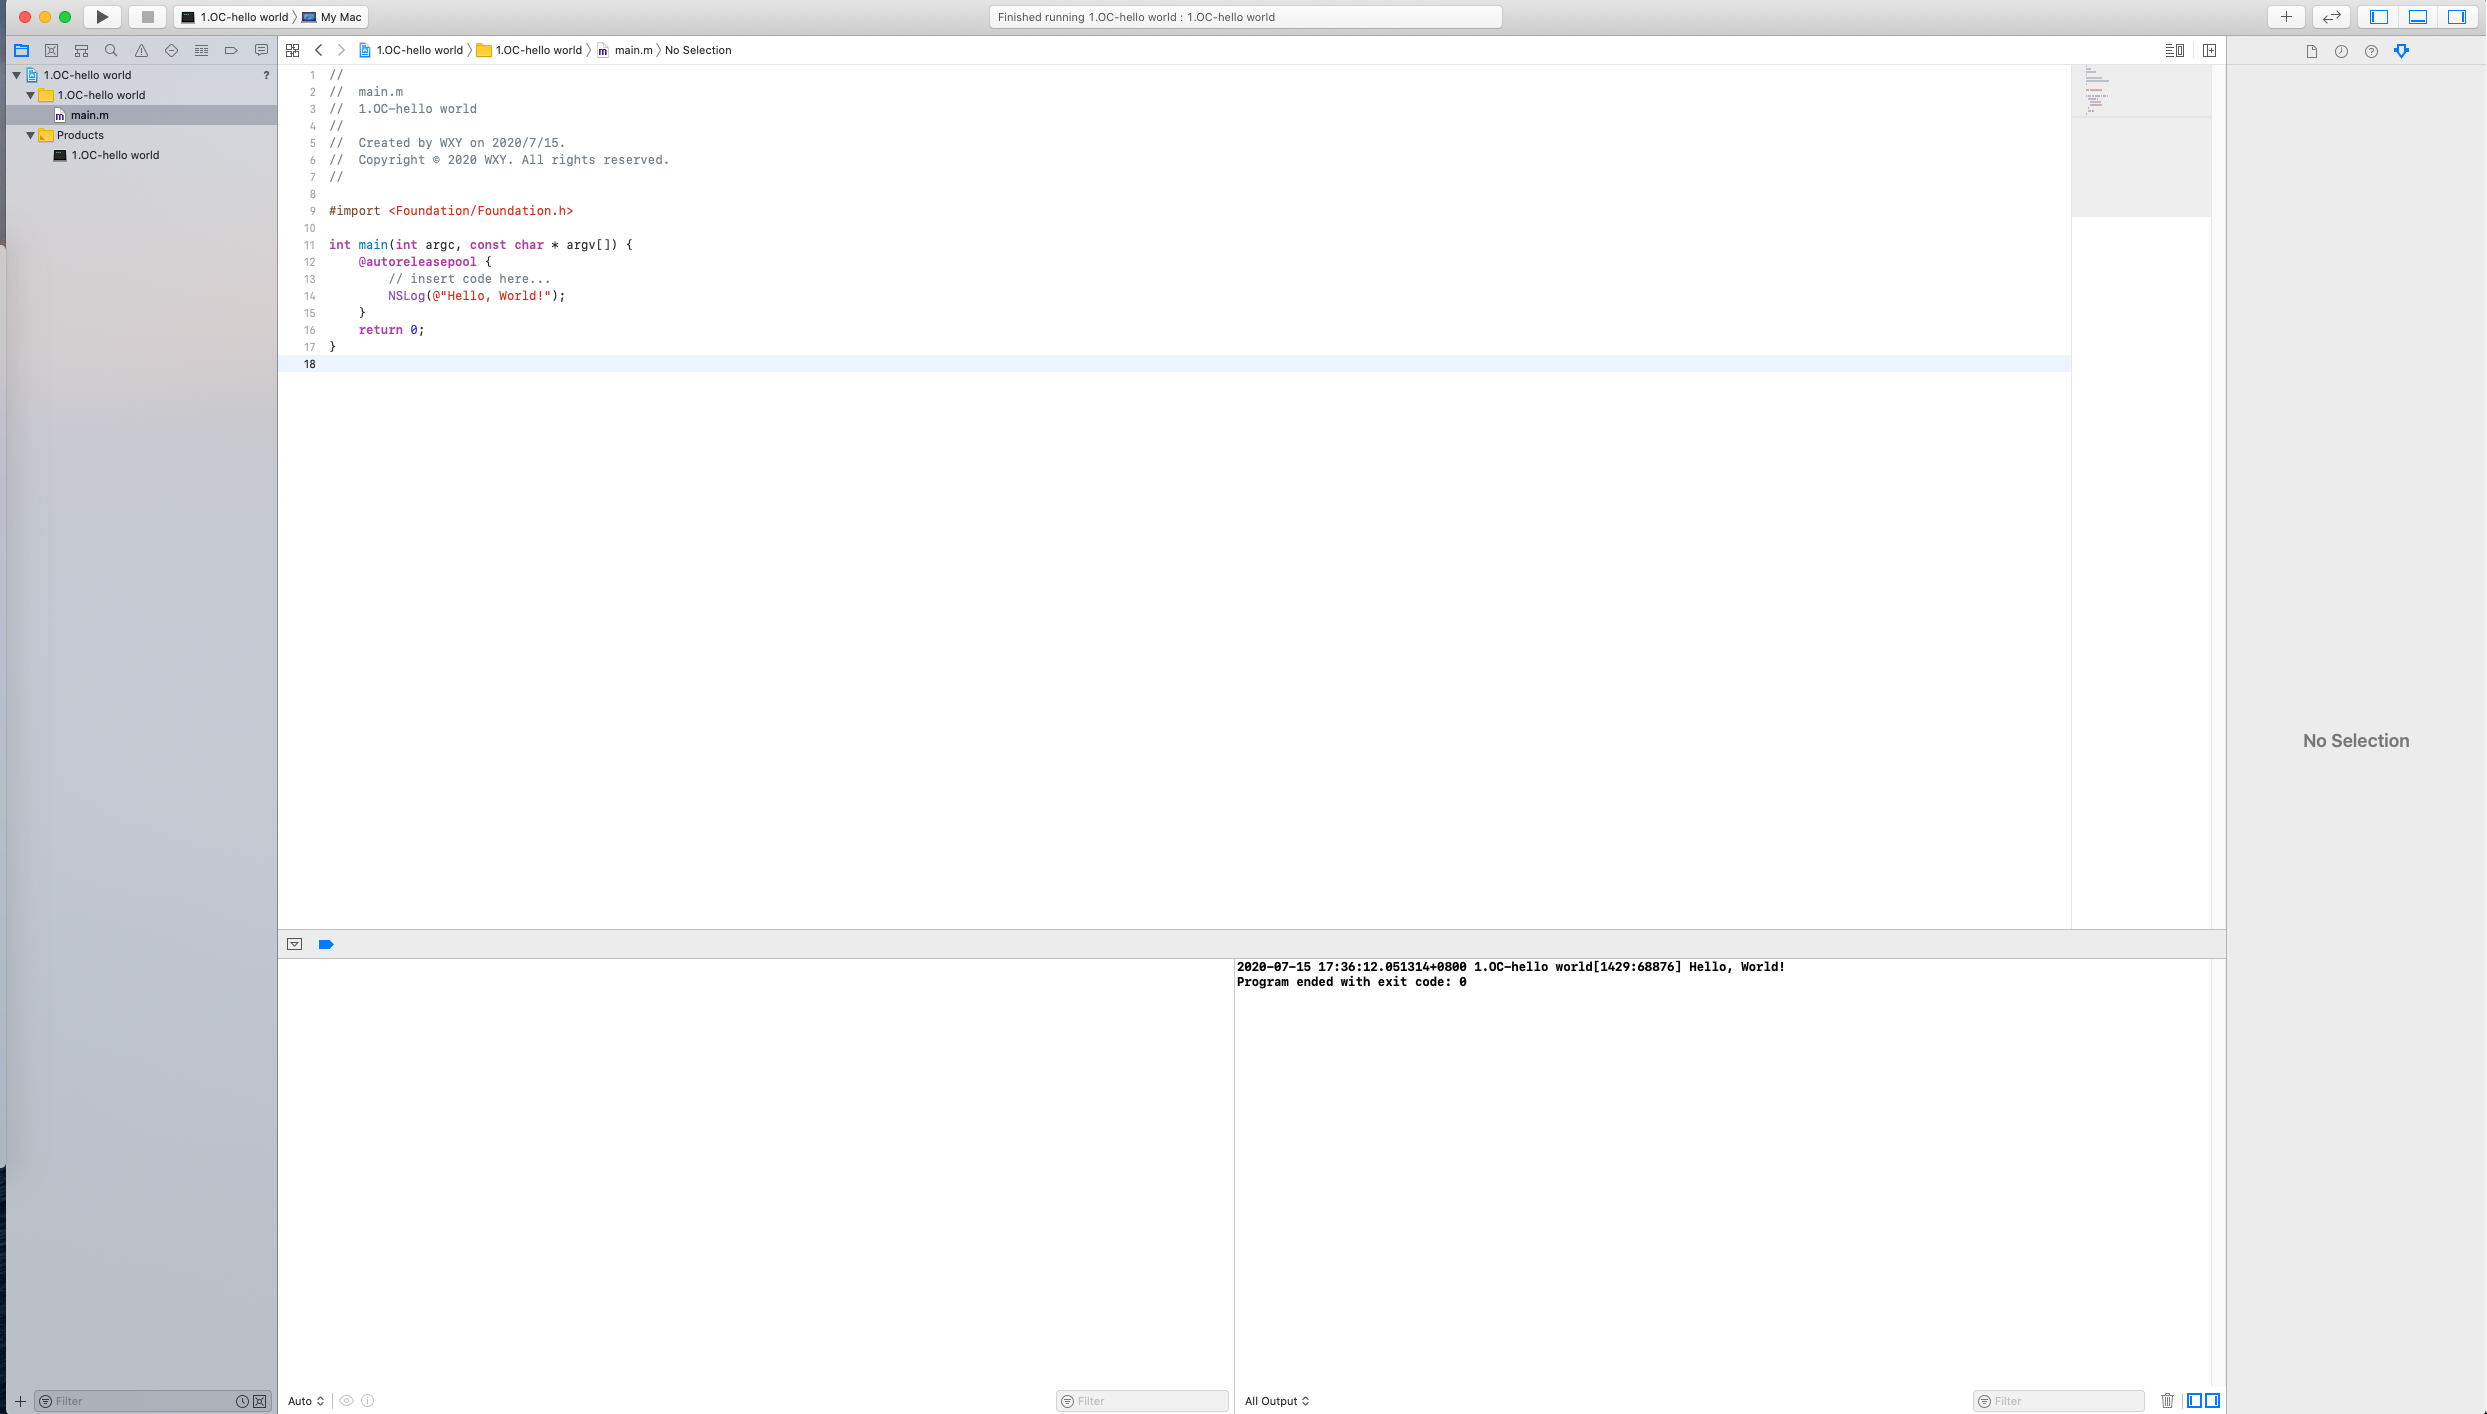 1.OC-hello world 〉 My Mac
Finished running 1.OC-hello world : 1.OC-hello world
1.OC-hello world ?
1.OC-hello world
main.m
Products
1.OC-hello world
Filter
1.OC-hello world 〉 1.OC-hello world 〉 main.m 〉 No Selection
1 //
2 //  main.m
3 //  1.OC-hello world
4 //
5 //  Created by WXY on 2020/7/15.
6 //  Copyright © 2020 WXY. All rights reserved.
7 //
8
9 #import <Foundation/Foundation.h>
10
11 int main(int argc, const char * argv[]) {
12     @autoreleasepool {
13         // insert code here...
14         NSLog(@"Hello, World!");
15     }
16     return 0;
17 }
18
Auto
Filter
2020-07-15 17:36:12.051314+0800 1.OC-hello world[1429:68876] Hello, World!
Program ended with exit code: 0
All Output
Filter
No Selection